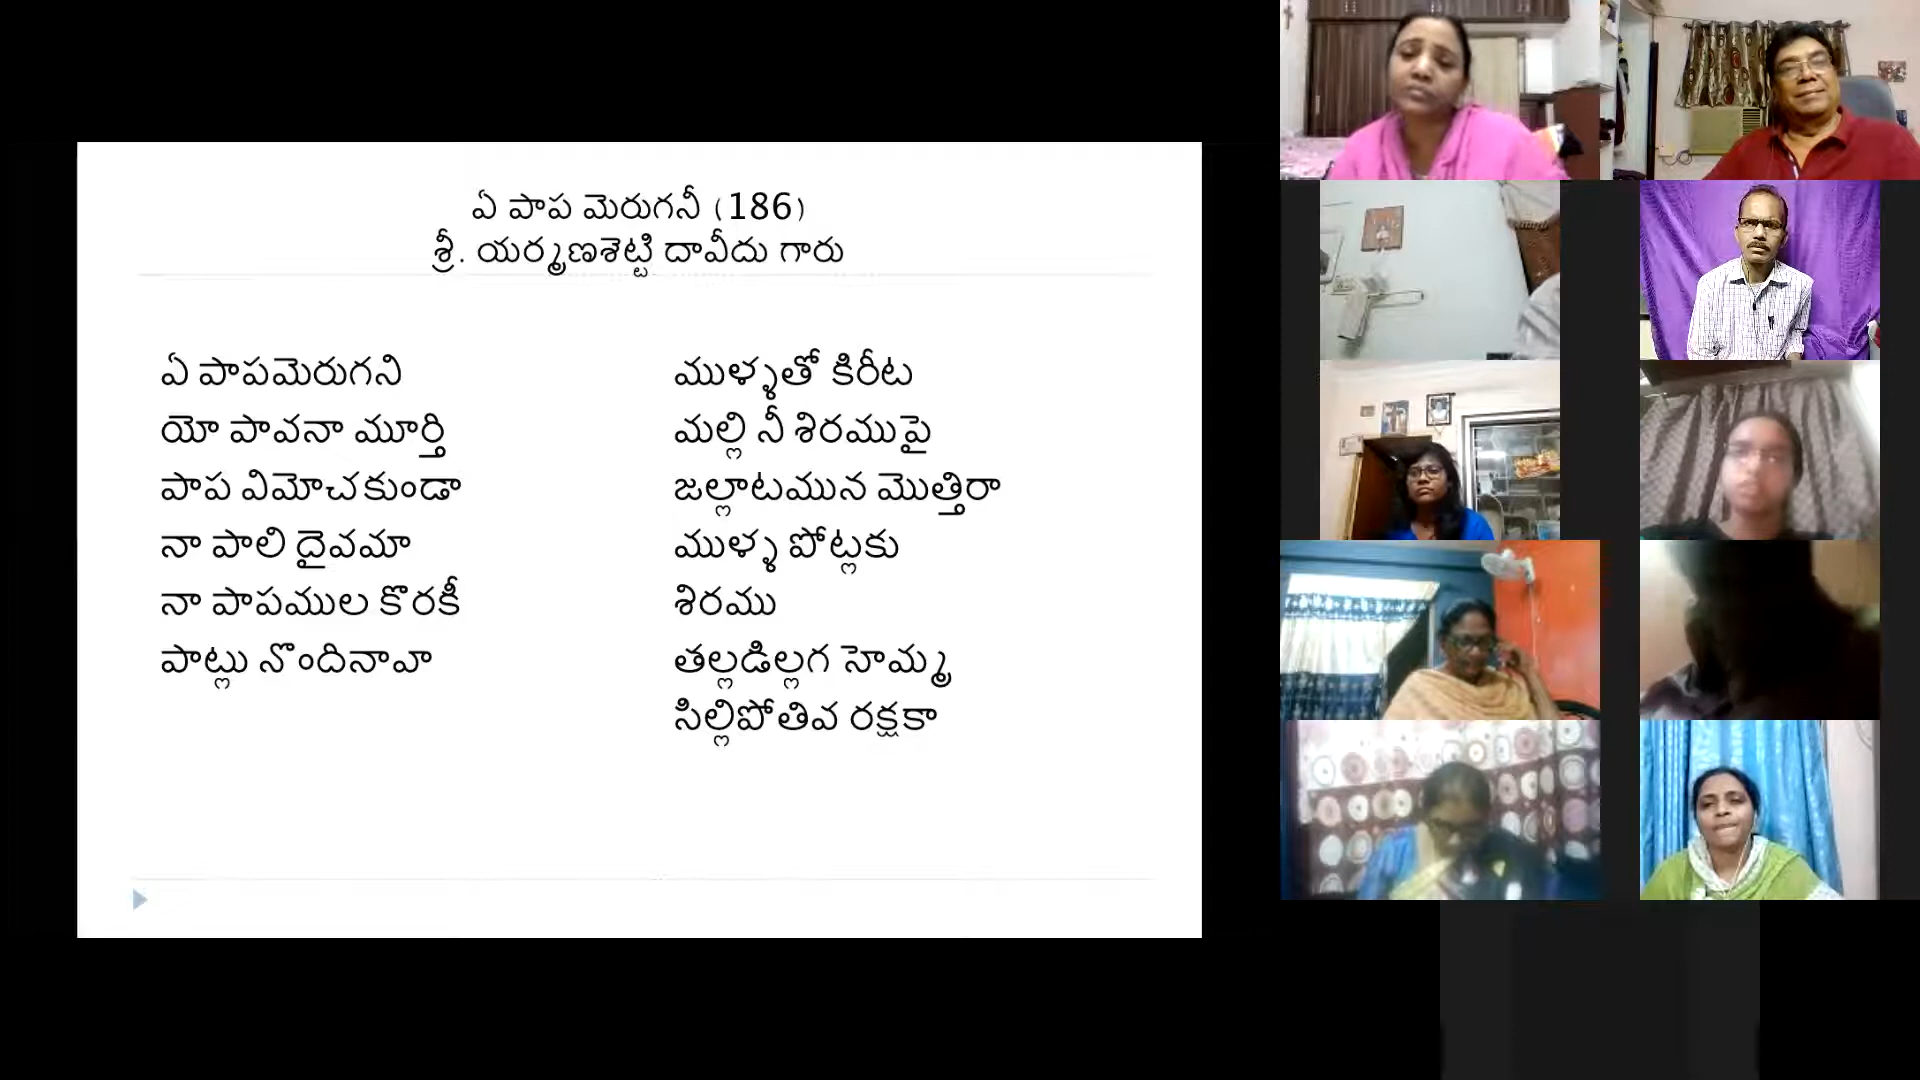 ఏ పాప మెరుగనీ (186)
శ్రీ. యర్మణశెట్టి దావీదు గారు
ఏ పాపమెరుగని
యో పావనా మూర్తి
పాప విమోచకుండా
నా పాలి దైవమా
నా పాపముల కొరకీ
పాట్లు నొందినావా
ముళ్ళతో కిరీట
మల్లి నీ శిరముపై
జల్లాటమున మొత్తిరా
ముళ్ళ పోట్లకు
శిరము
తల్లడిల్లగ సొమ్మ
సిల్లిపోతివ రక్షకా